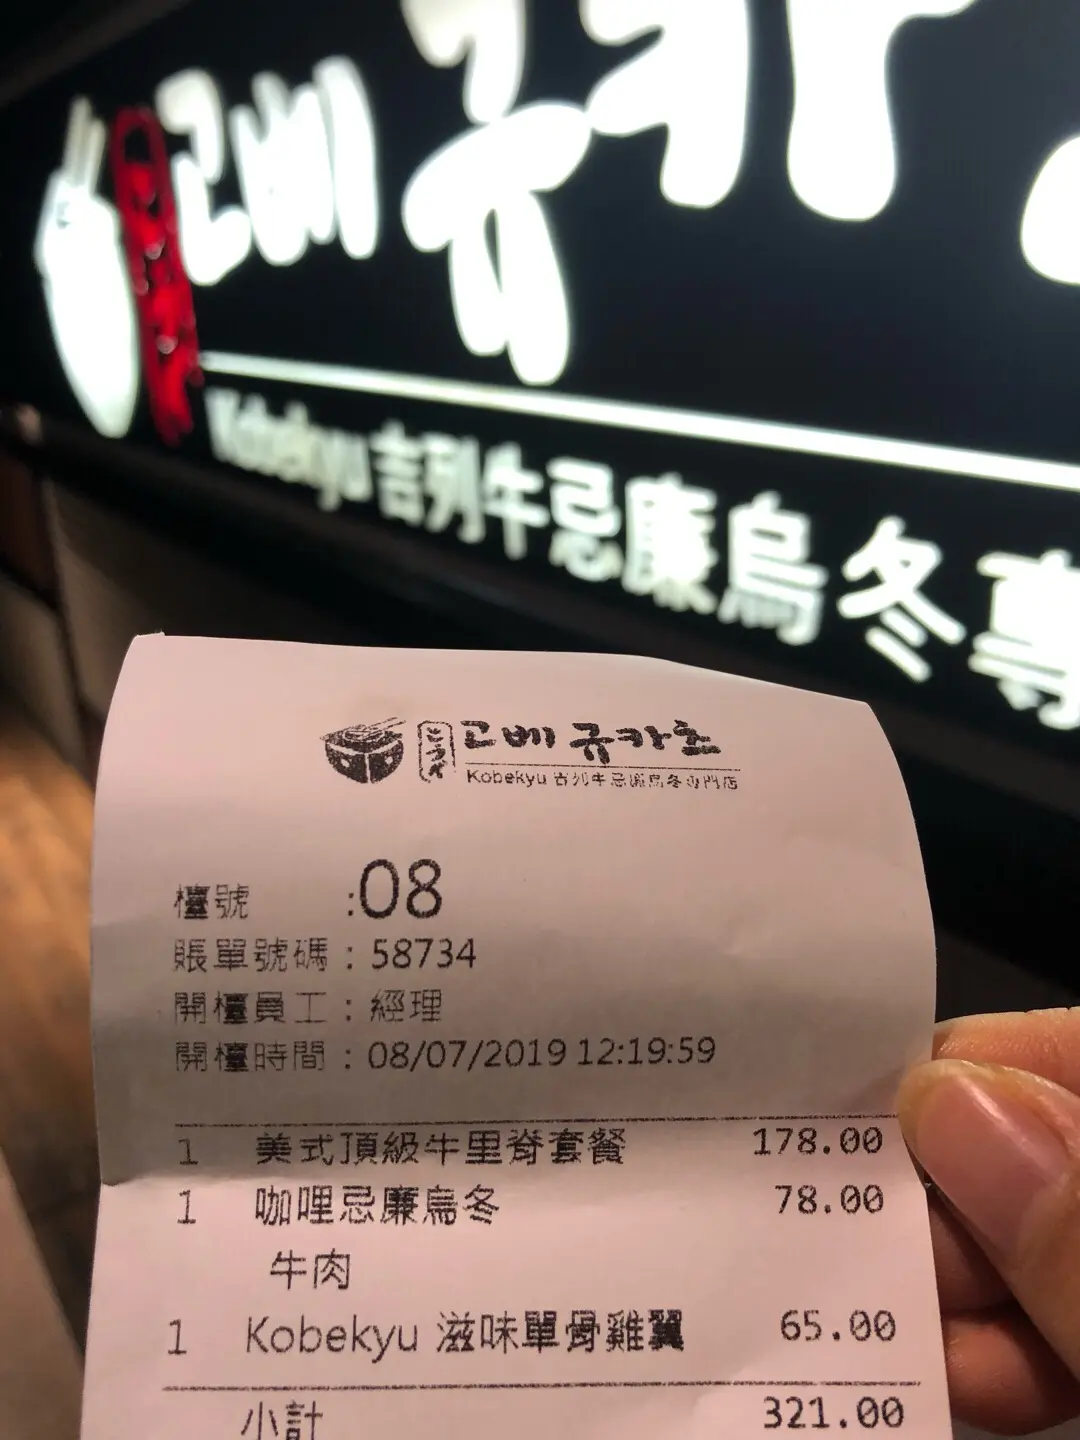 고베 규카
Kobekyu 吉列牛忌廉烏冬專
고베 규카츠
Kobekyu 吉列牛忌廉烏冬專門店
檯號 :08
賬單號碼 : 58734
開檯員工 : 經理
開檯時間 : 08/07/2019 12:19:59
1 美式頂級牛里脊套餐 178.00
1 咖哩忌廉烏冬 78.00
牛肉
1 Kobekyu 滋味單骨雞翼 65.00
小計 321.00